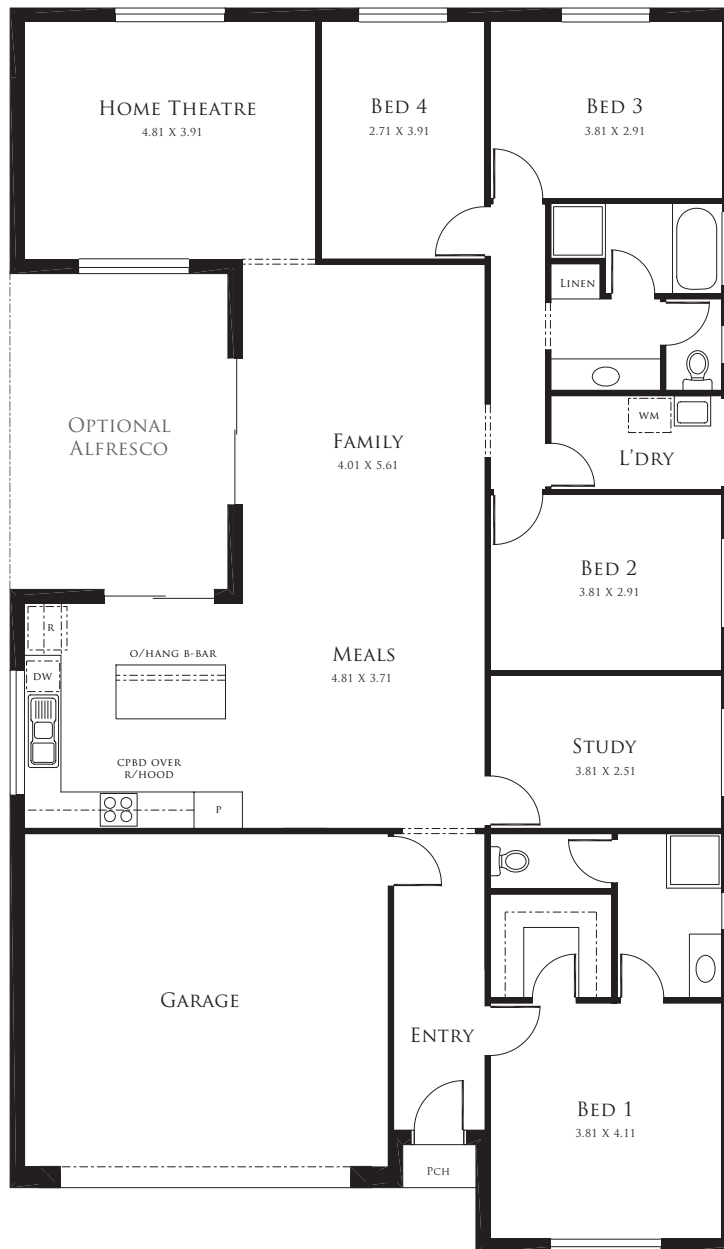 HOME THEATRE
4.81 X 3.91
BED 4
2.71 X 3.91
BED 3
3.81 X 2.91
LINEN
OPTIONAL
ALFRESCO
FAMILY
4.01 X 5.61
WM
L'DRY
BED 2
3.81 X 2.91
R
DW
O/HANG B-BAR
MEALS
4.81 X 3.71
CPBD OVER
R/HOOD
P
STUDY
3.81 X 2.51
GARAGE
ENTRY
BED 1
3.81 X 4.11
PCH